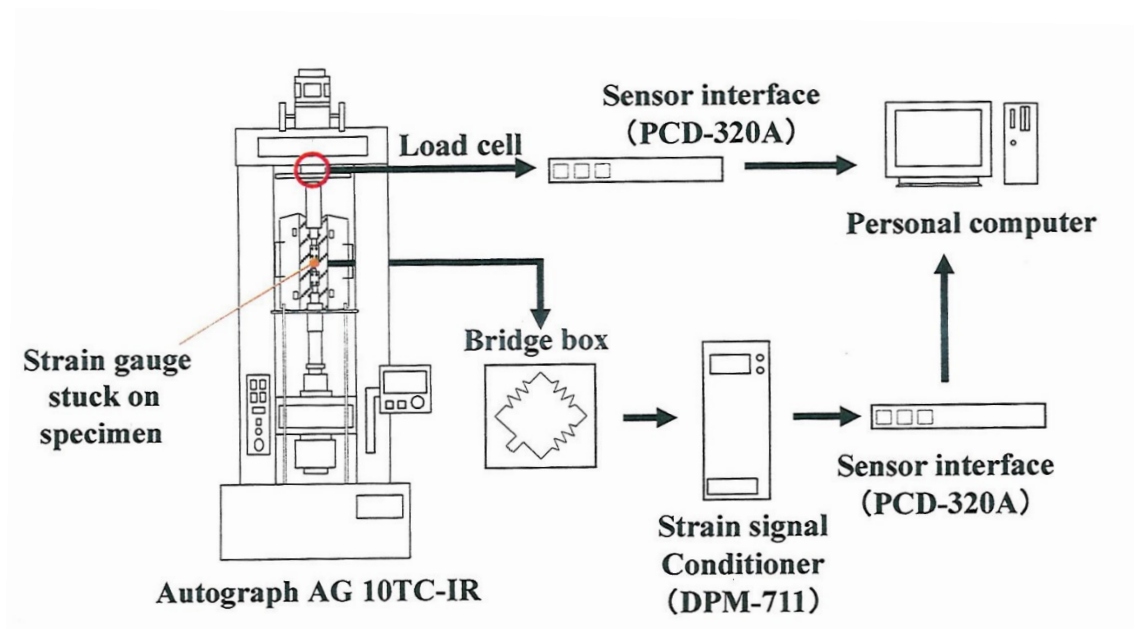 Sensor interface
（PCD-320A）
Load cell
Personal computer
Bridge box
Strain gauge
stuck on
specimen
Sensor interface
（PCD-320A）
Strain signal
Conditioner
（DPM-711）
Autograph AG 10TC-IR